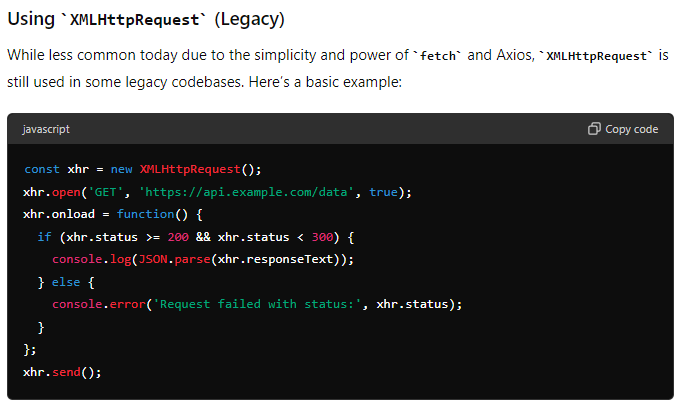 Using `XMLHttpRequest` (Legacy)
While less common today due to the simplicity and power of `fetch` and Axios, `XMLHttpRequest` is
still used in some legacy codebases. Here's a basic example:
javascript
Copy code
const xhr = new XMLHttpRequest();
xhr.open('GET', 'https://api.example.com/data', true);
xhr.onload = function() {
  if (xhr.status >= 200 && xhr.status < 300) {
    console.log(JSON.parse(xhr.responseText));
  } else {
    console.error('Request failed with status:', xhr.status);
  }
};
xhr.send();